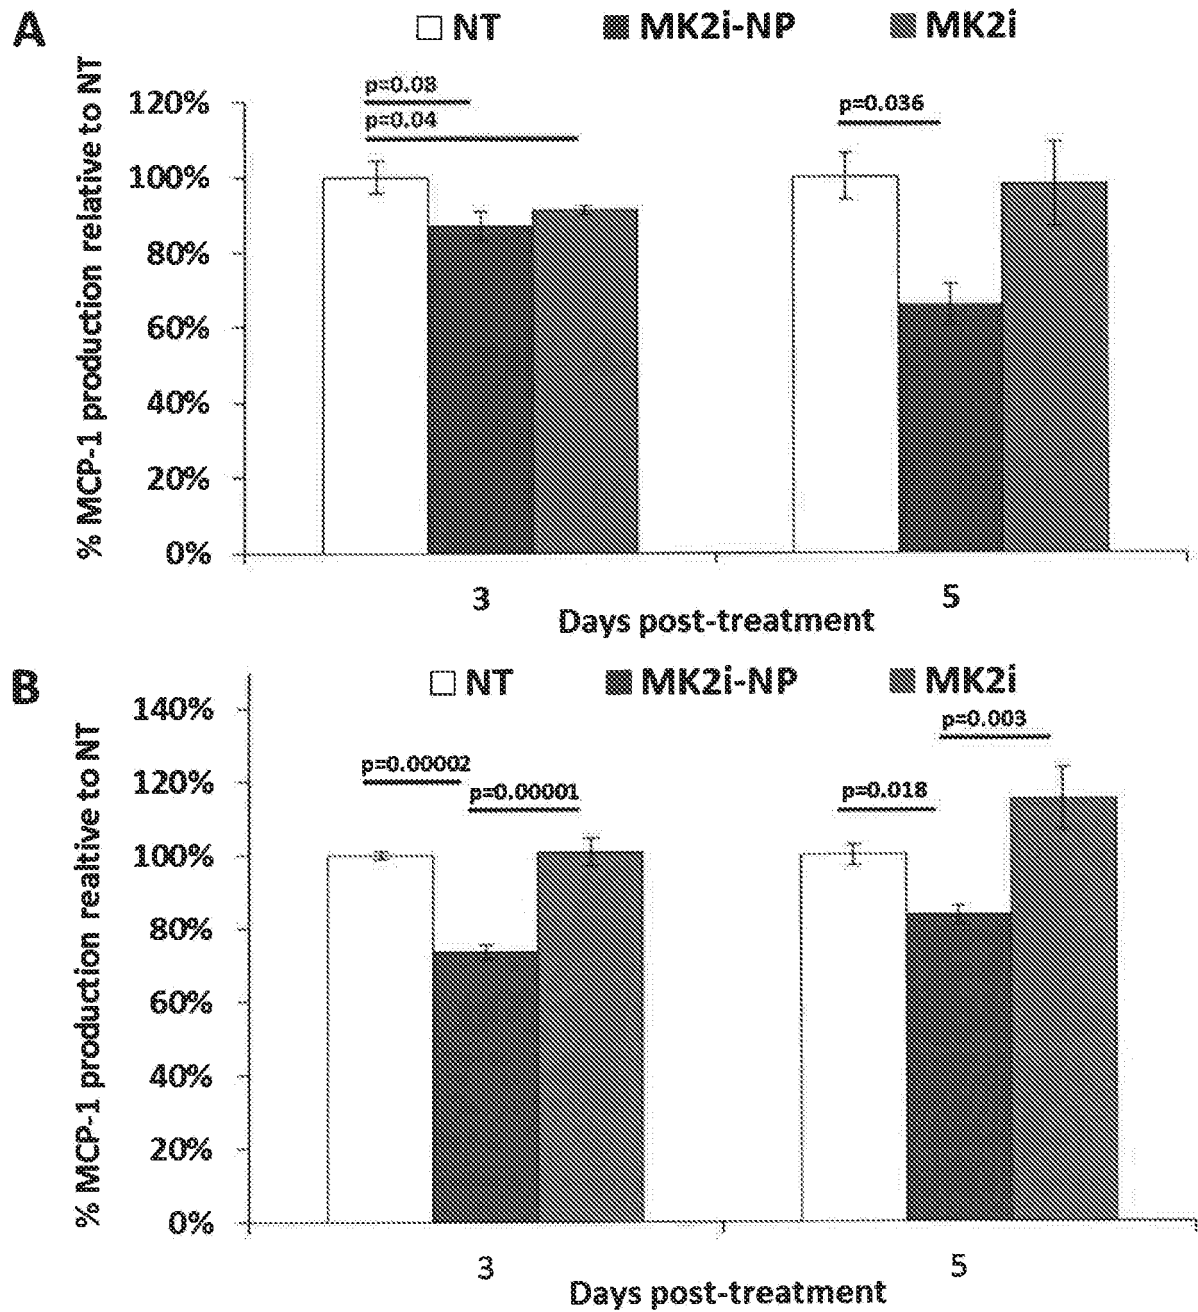 A
NT MK2i-NP MK2i
% MCP-1 production relative to NT
120%
100%
80%
60%
40%
20%
0%
p=0.08
p=0.04
p=0.036
3 5
Days post-treatment
B
NT MK2i-NP MK2i
% MCP-1 production realtive to NT
140%
120%
100%
80%
60%
40%
20%
0%
p=0.00002
p=0.00001
p=0.018
p=0.003
3 5
Days post-treatment